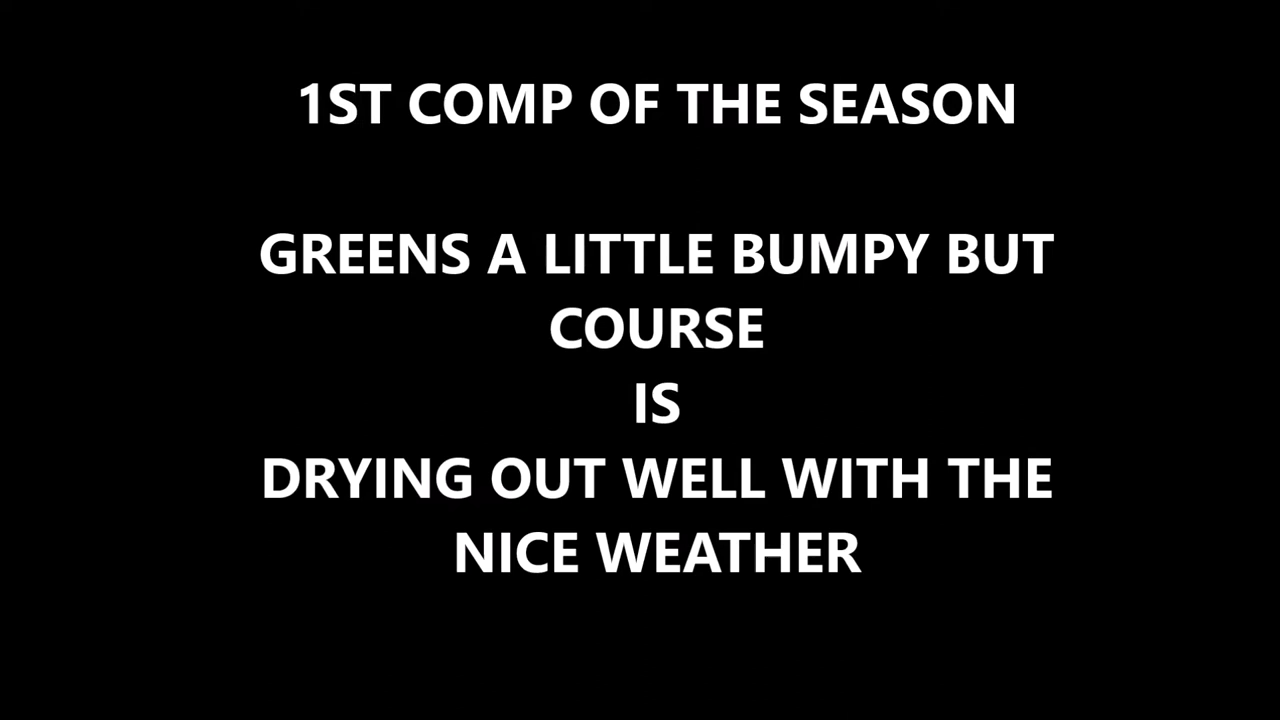 1ST COMP OF THE SEASON
GREENS A LITTLE BUMPY BUT
COURSE
IS
DRYING OUT WELL WITH THE
NICE WEATHER